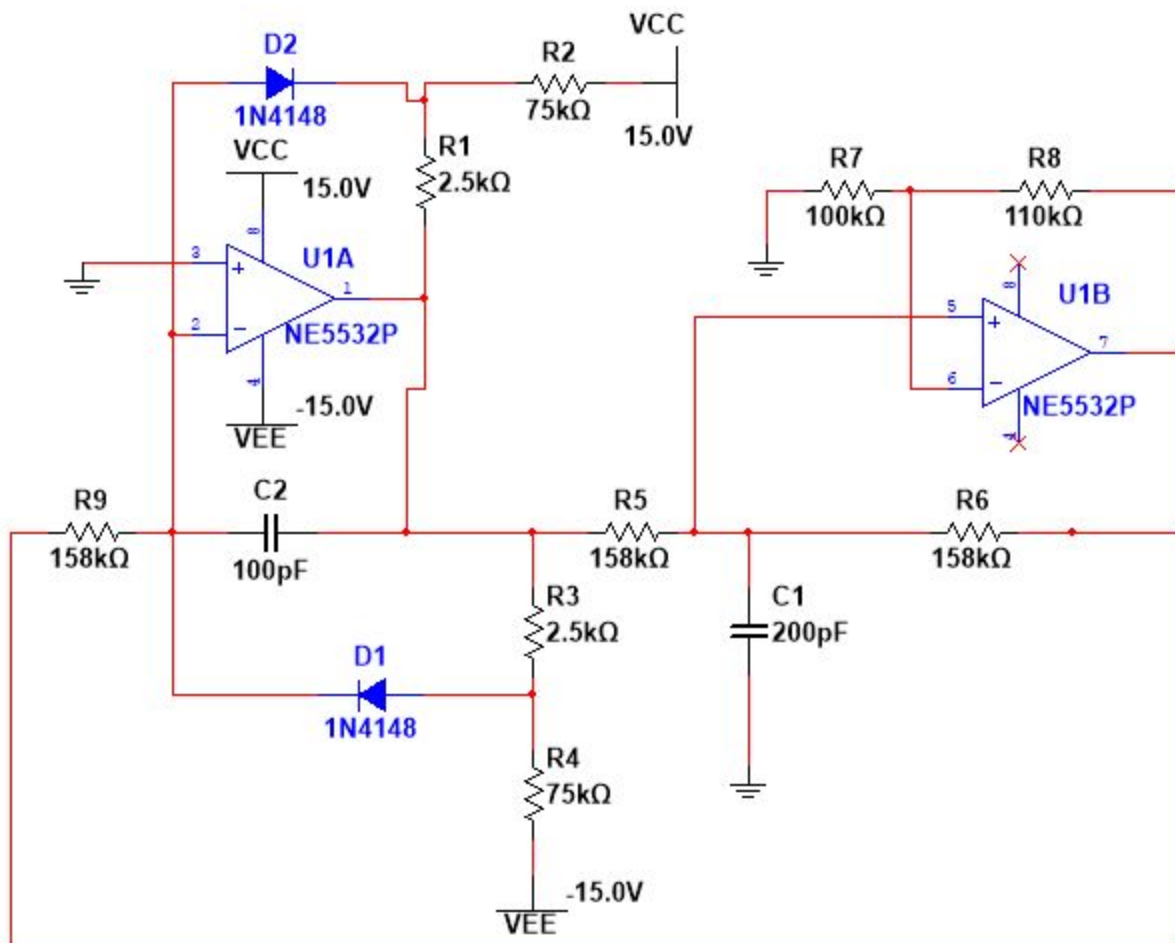 VCC
D2
R2
1N4148
75kΩ
VCC
15.0V
15.0V
R1
2.5kΩ
R7
R8
100kΩ
110kΩ
8
3
+
U1A
1
2
−
NE5532P
4
-15.0V
VEE
8
U1B
5
+
7
6
−
NE5532P
4
R9
C2
R5
R6
158kΩ
100pF
158kΩ
158kΩ
R3
2.5kΩ
C1
200pF
D1
1N4148
R4
75kΩ
-15.0V
VEE